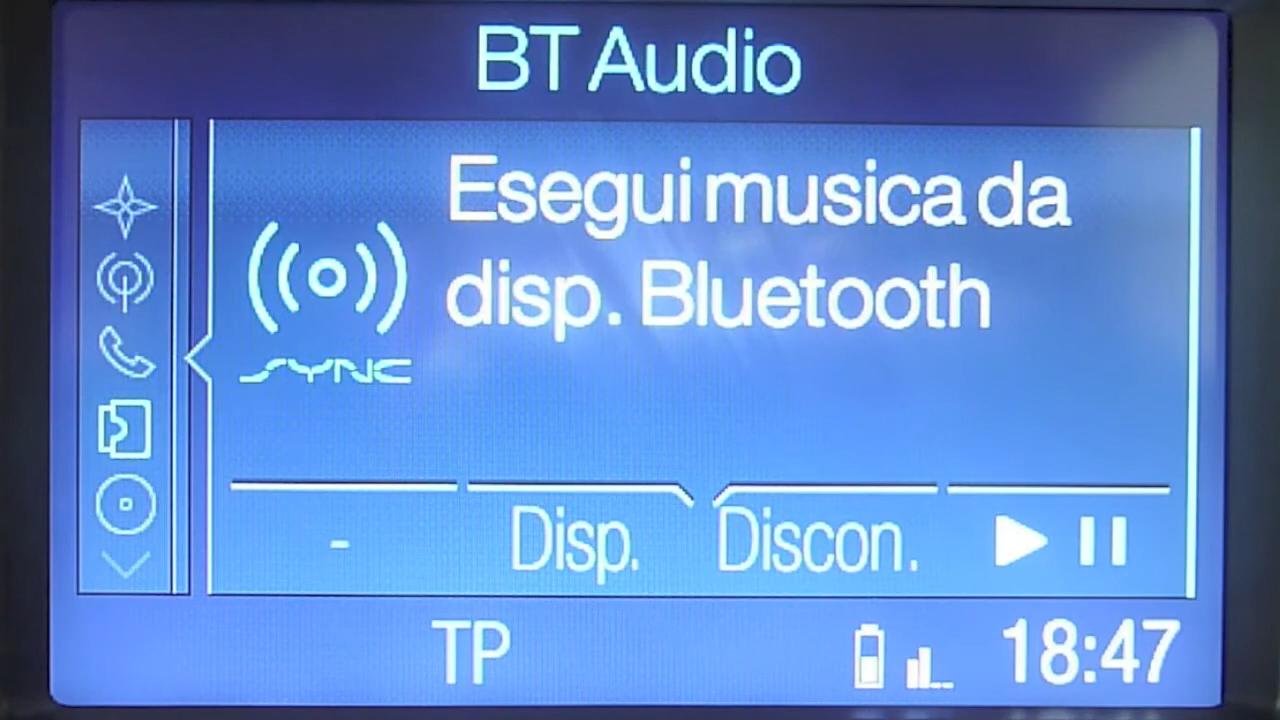 BT Audio
Esegui musica da
disp. Bluetooth
SYNC
- Disp. Discon.
TP 18:47